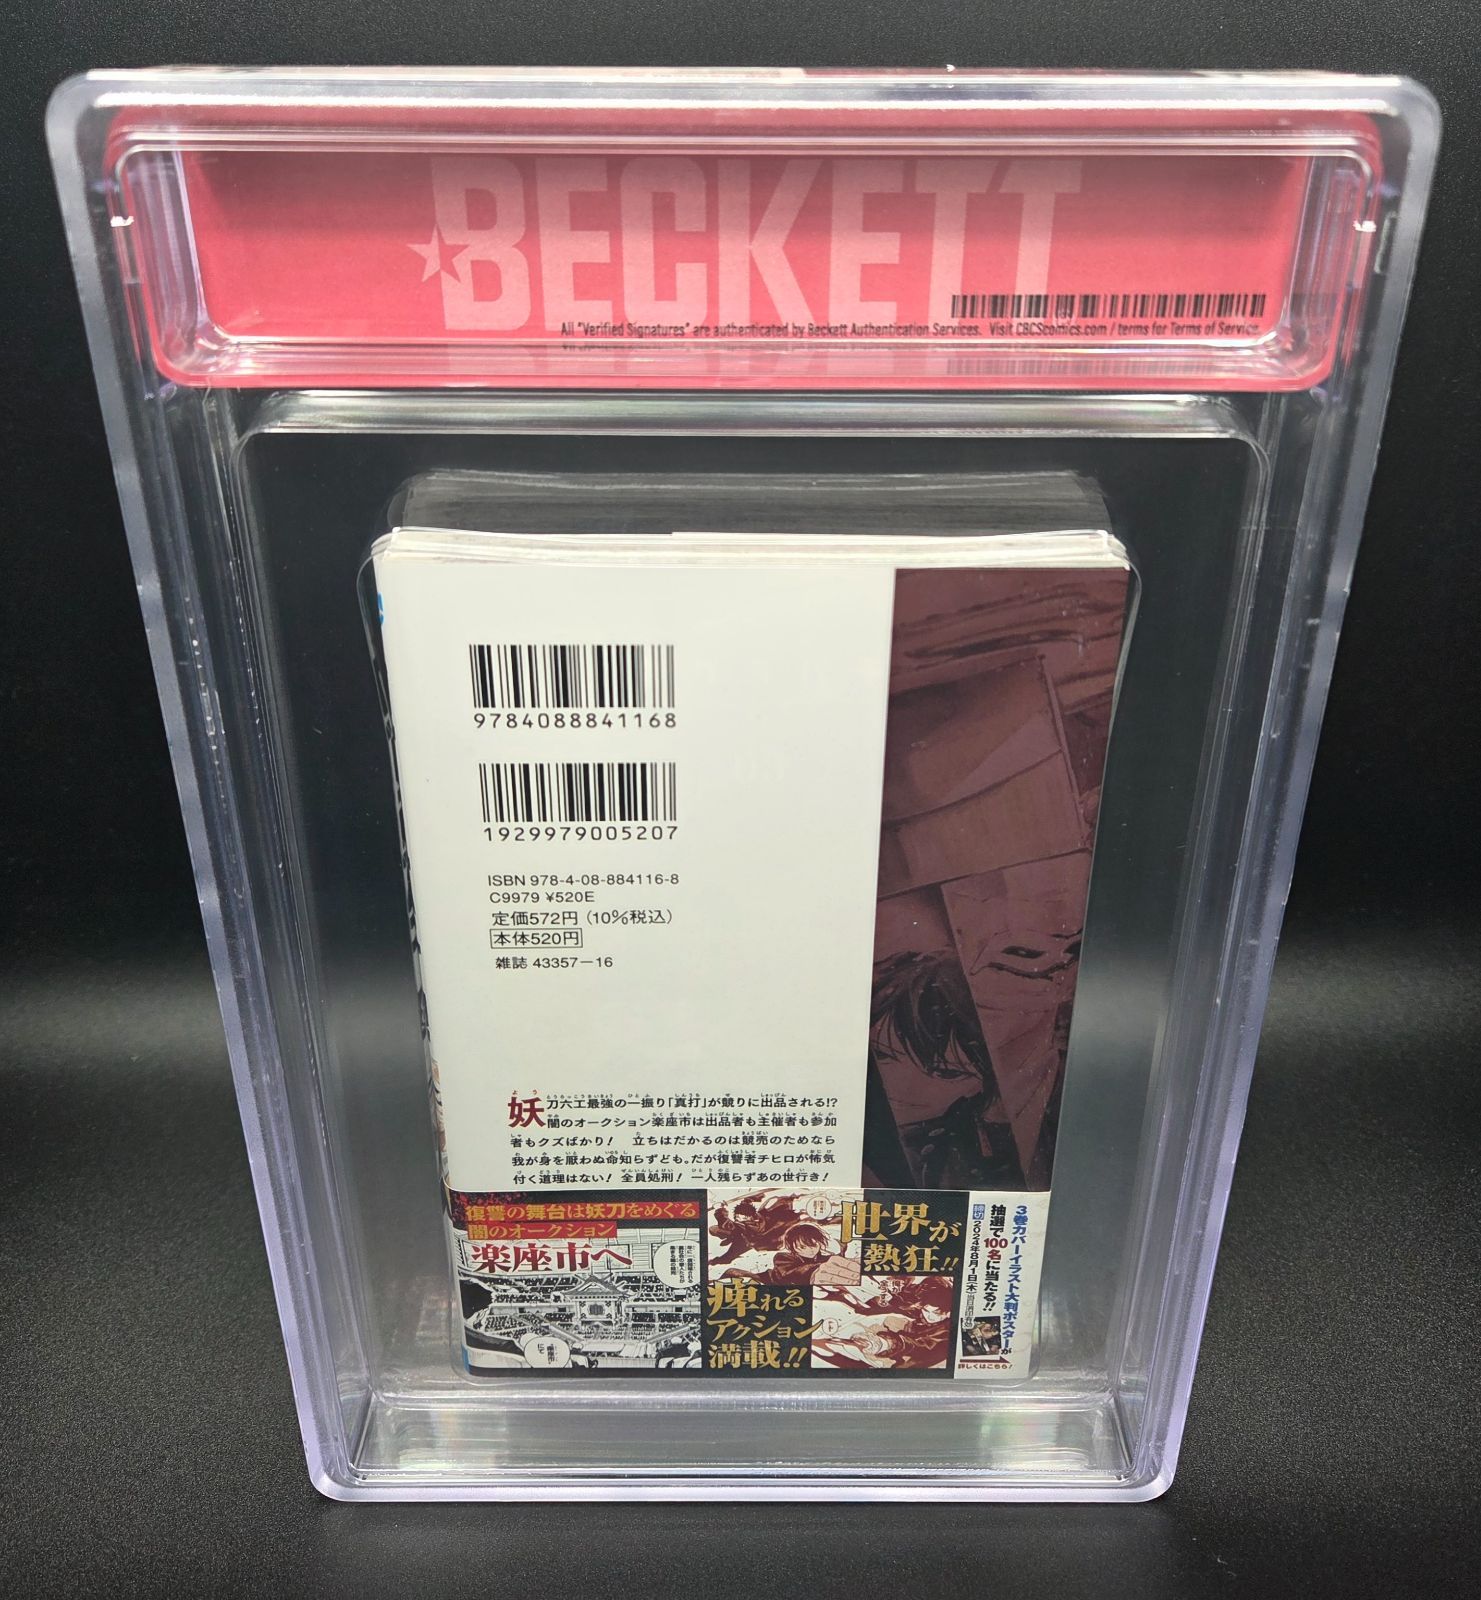 BECKETT
All "Verified Signatures" are authenticated by Beckett Authentication Services. Visit CBCScomics.com / terms for Terms of Service.
9784088841168
1929979005207
ISBN 978-4-08-884116-8
C9979 ¥520E
定価572円 (10%税込)
本体520円
雑誌 43357-16
妖刀六工最強の一振り「真打」が競りに出品される!?
闇のオークション楽座市は出品者も主催者も参加
者もクズばかり! 立ちはだかるのは競売のためなら
我が身を厭わぬ命知らずども。だが復讐者チヒロが怖気
付く道理はない! 全員処刑! 一人残らずあの世行き!
復讐の舞台は妖刀をめぐる
闇のオークション
楽座市へ
世界が
熱狂!!
痺れる
アクション
満載!!
3巻カバーイラスト大判ポスターが
抽選で100名に当たる!!
締切2024年8月1日(木)当日消印有効
詳しくはこちら!